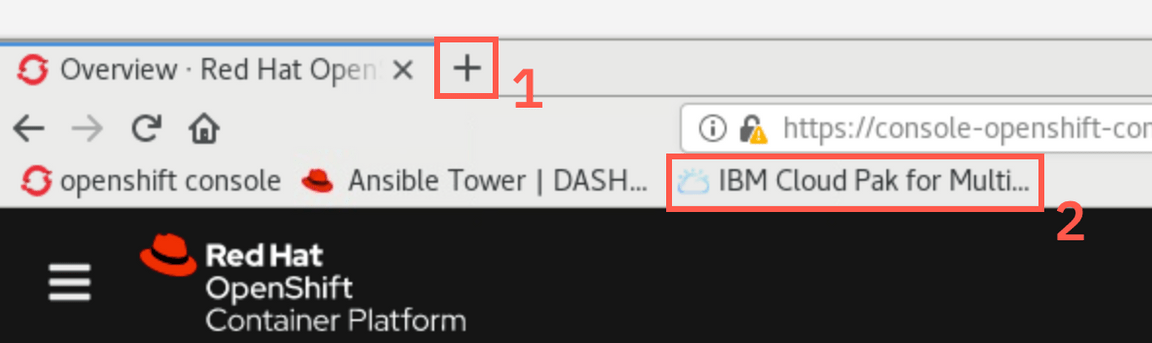 Overview · Red Hat Open
1
https://console-openshift-cor
openshift console
Ansible Tower | DASH...
IBM Cloud Pak for Multi...
2
Red Hat
OpenShift
Container Platform